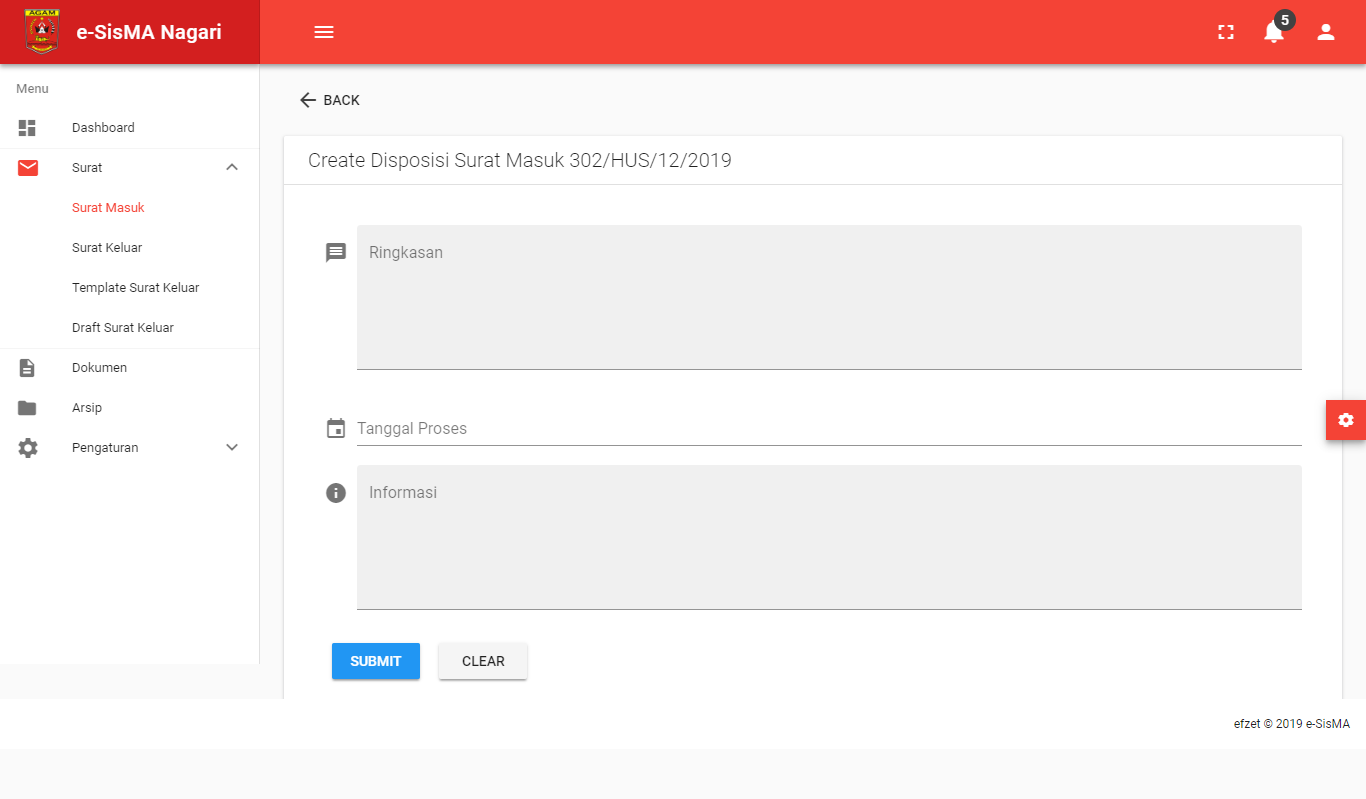 AGAM
e-SisMA Nagari
5
Menu
Dashboard
Surat
Surat Masuk
Surat Keluar
Template Surat Keluar
Draft Surat Keluar
Dokumen
Arsip
Pengaturan
BACK
Create Disposisi Surat Masuk 302/HUS/12/2019
Ringkasan
Tanggal Proses
Informasi
SUBMIT
CLEAR
efzet © 2019 e-SisMA